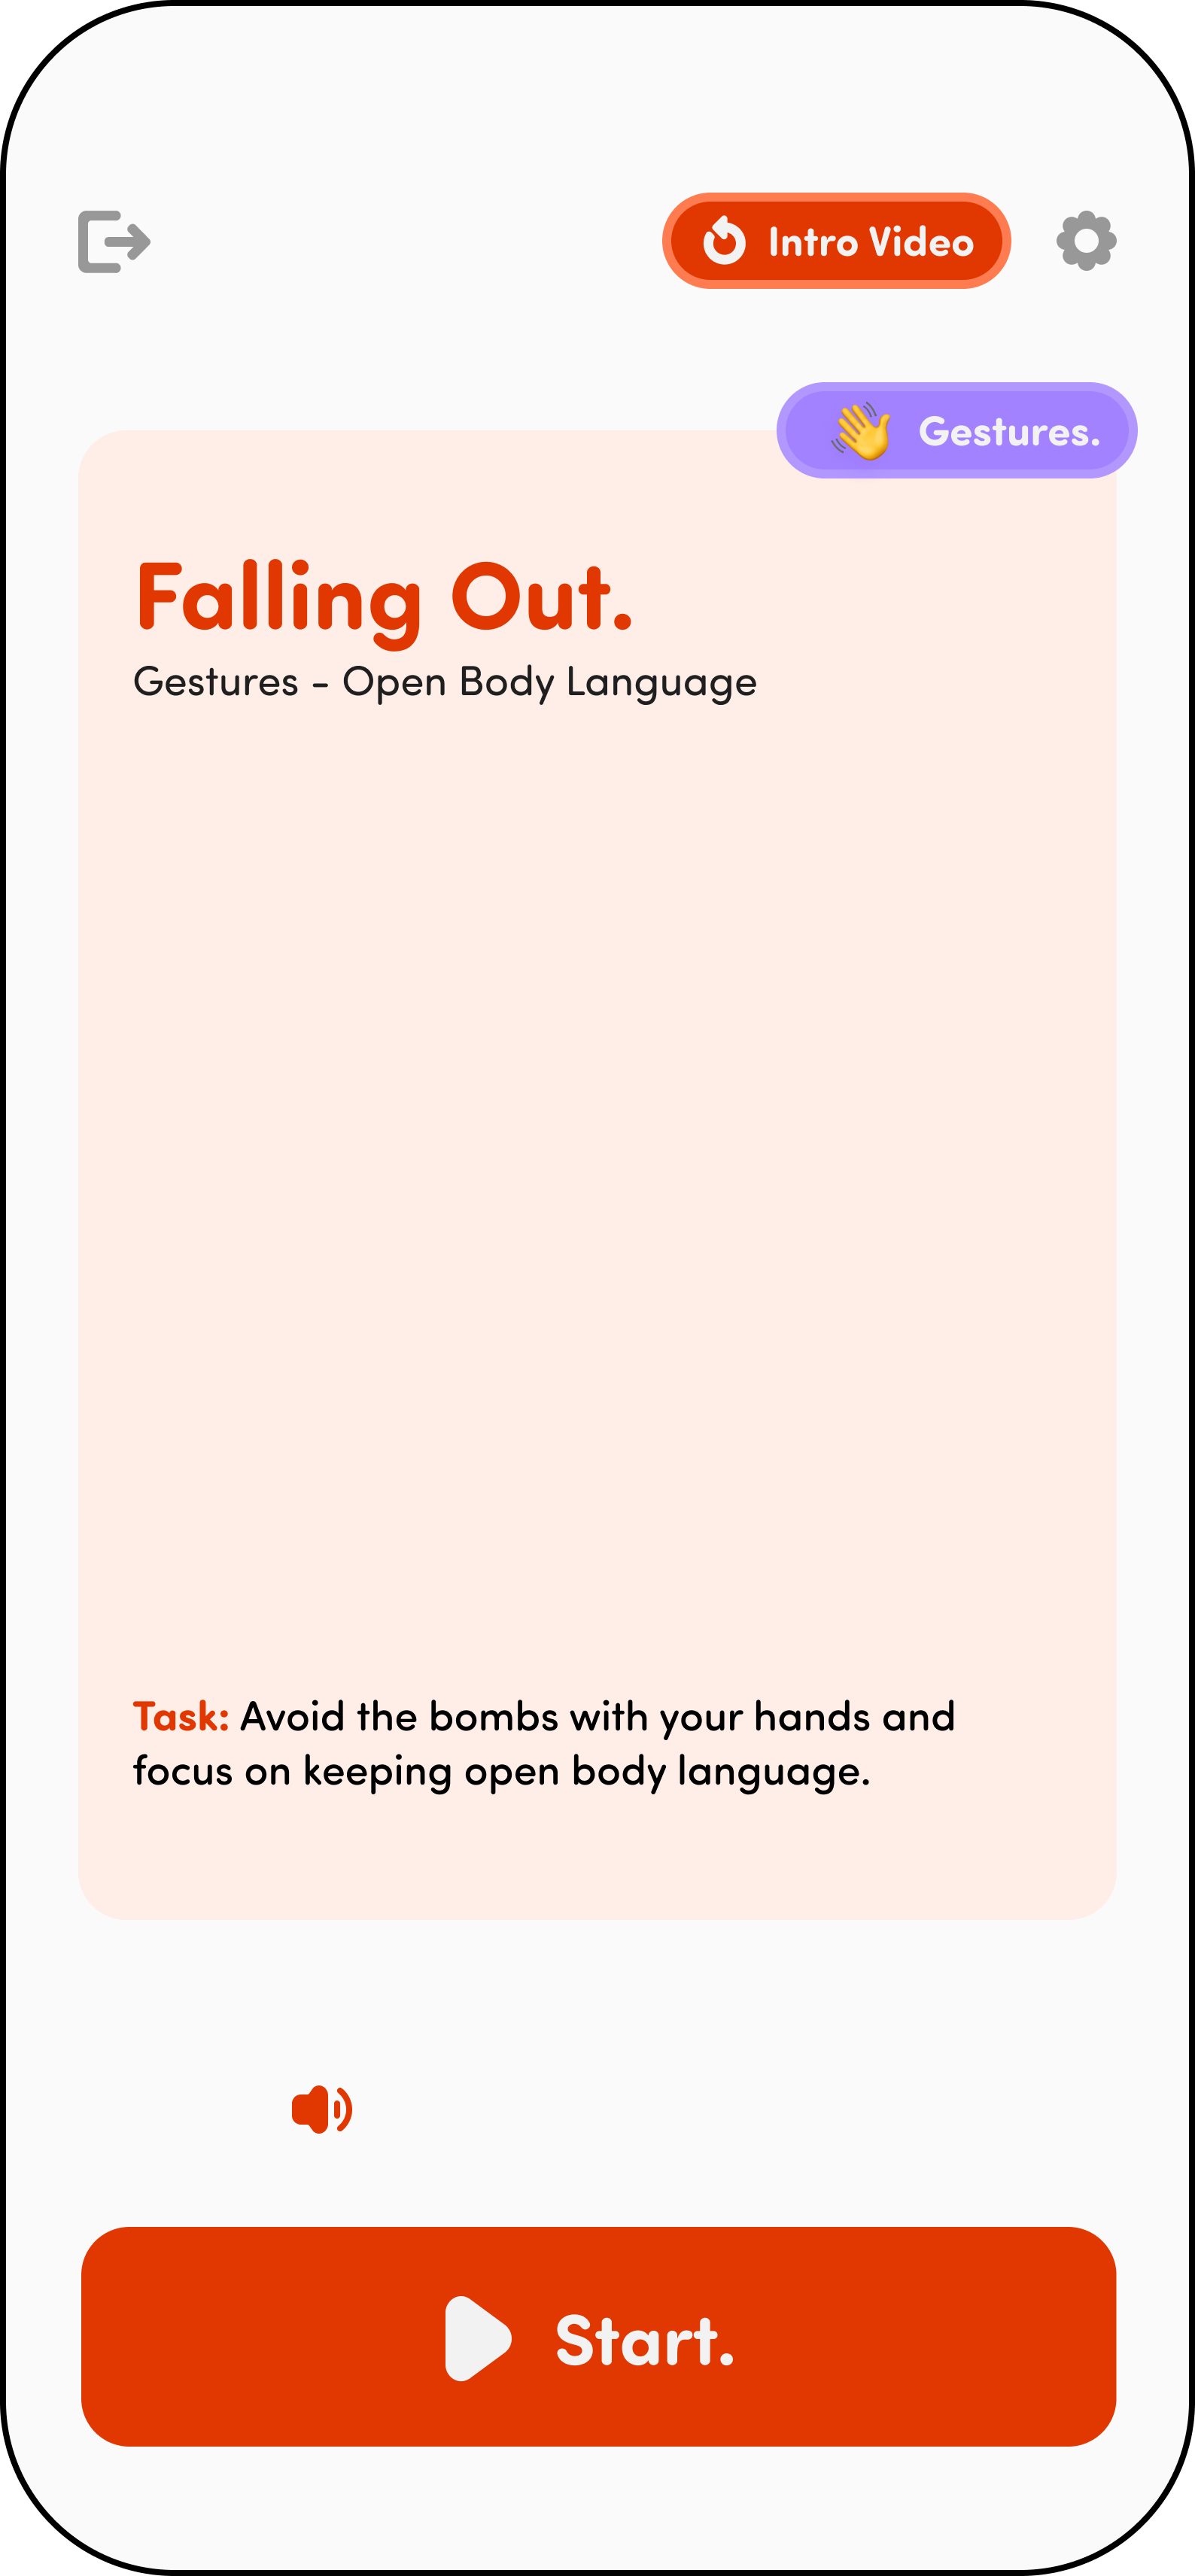 Intro Video
Gestures.
Falling Out.
Gestures - Open Body Language
Task: Avoid the bombs with your hands and
focus on keeping open body language.
Start.